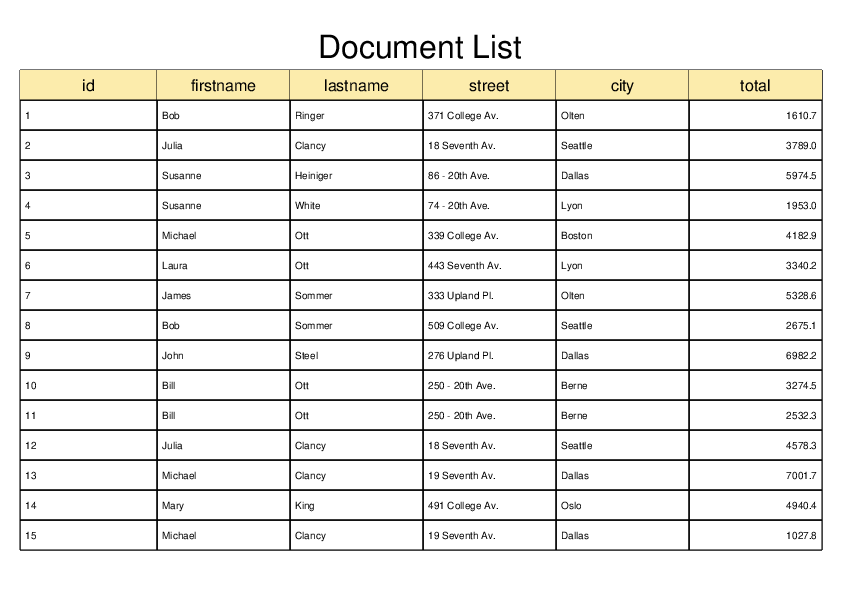 Document List
id firstname lastname street city total
1 Bob Ringer 371 College Av. Olten 1610.7
2 Julia Clancy 18 Seventh Av. Seattle 3789.0
3 Susanne Heiniger 86 - 20th Ave. Dallas 5974.5
4 Susanne White 74 - 20th Ave. Lyon 1953.0
5 Michael Ott 339 College Av. Boston 4182.9
6 Laura Ott 443 Seventh Av. Lyon 3340.2
7 James Sommer 333 Upland Pl. Olten 5328.6
8 Bob Sommer 509 College Av. Seattle 2675.1
9 John Steel 276 Upland Pl. Dallas 6982.2
10 Bill Ott 250 - 20th Ave. Berne 3274.5
11 Bill Ott 250 - 20th Ave. Berne 2532.3
12 Julia Clancy 18 Seventh Av. Seattle 4578.3
13 Michael Clancy 19 Seventh Av. Dallas 7001.7
14 Mary King 491 College Av. Oslo 4940.4
15 Michael Clancy 19 Seventh Av. Dallas 1027.8